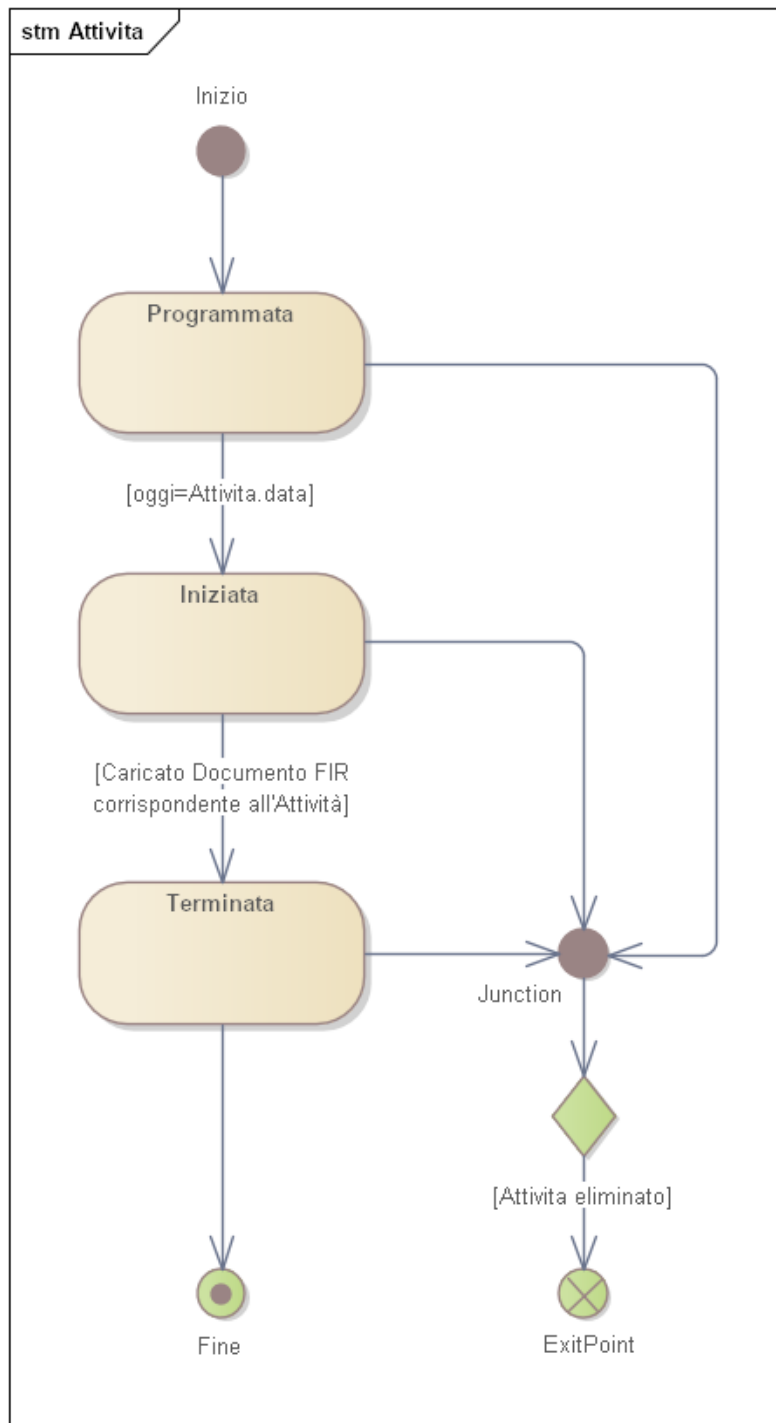 stm Attivita
Inizio
Programmata
[oggi=Attivita.data]
Iniziata
[Caricato Documento FIR
corrispondente all'Attività]
Terminata
Junction
[Attivita eliminato]
Fine
ExitPoint